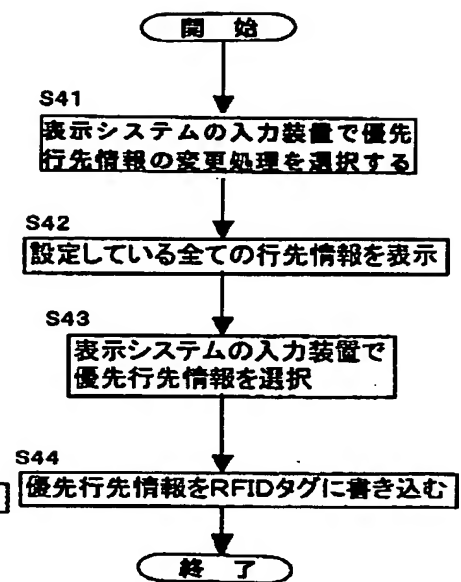 開 始
S41
表示システムの入力装置で優先
行先情報の変更処理を選択する
S42
設定している全ての行先情報を表示
S43
表示システムの入力装置で
優先行先情報を選択
S44
優先行先情報をRFIDタグに書き込む
終 了